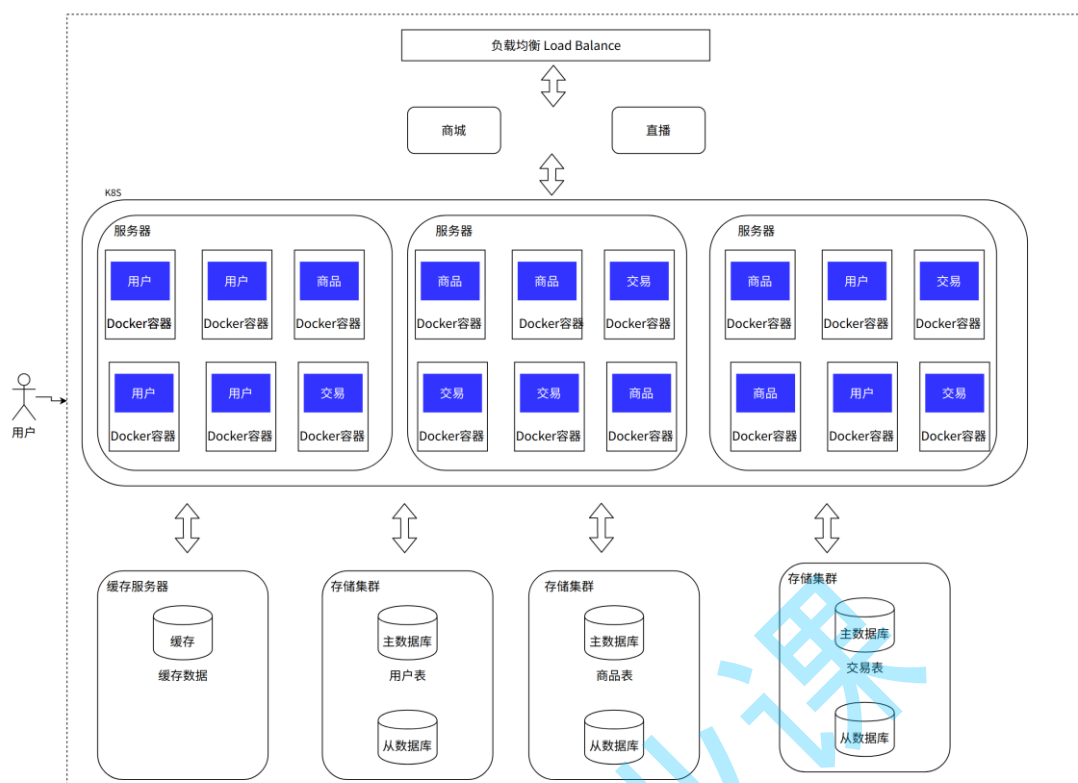 负载均衡 Load Balance
商城
直播
K8S
服务器
服务器
服务器
用户
用户
商品
商品
商品
交易
商品
用户
交易
Docker容器
Docker容器
Docker容器
Docker容器
Docker容器
Docker容器
Docker容器
Docker容器
Docker容器
用户
用户
交易
交易
交易
商品
商品
用户
交易
Docker容器
Docker容器
Docker容器
Docker容器
Docker容器
Docker容器
Docker容器
Docker容器
Docker容器
用户
缓存服务器
存储集群
存储集群
存储集群
缓存
主数据库
主数据库
主数据库
缓存数据
用户表
商品表
交易表
从数据库
从数据库
从数据库
课